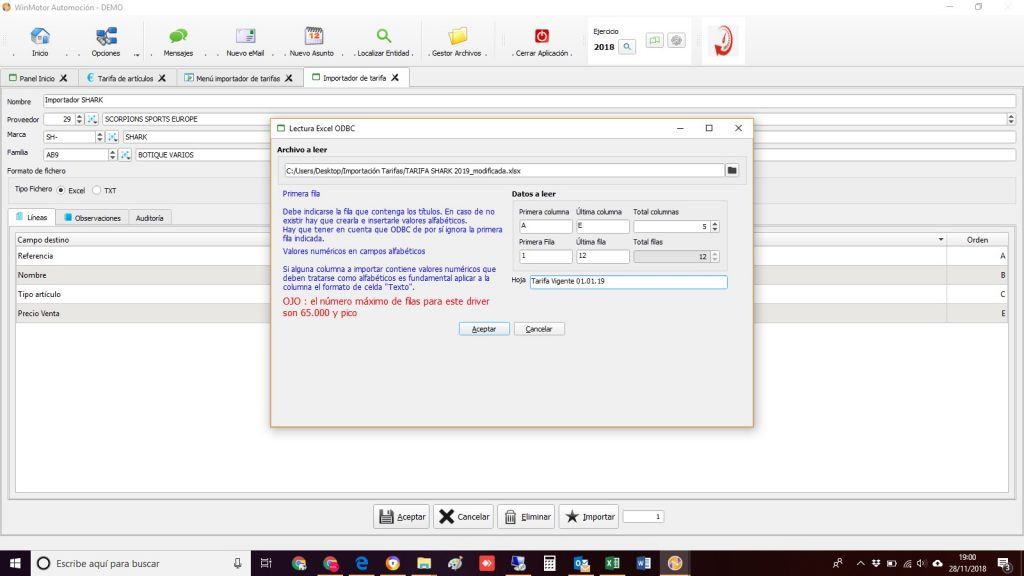 WinMotor Automoción - DEMO
Inicio
Opciones
Mensajes
Nuevo eMail
Nuevo Asunto
Localizar Entidad
Gestor Archivos
Cerrar Aplicación
Ejercicio
2018
Panel Inicio
Tarifa de artículos
Menú importador de tarifas
Importador de tarifa
Nombre
Importador SHARK
Proveedor 29 SCORPIONS SPORTS EUROPE
Marca SH- SHARK
Familia AB9 BOTIQUE VARIOS
Formato de fichero
Tipo Fichero Excel TXT
Líneas Observaciones Auditoría
Campo destino Orden
Referencia A
Nombre B
Tipo artículo C
Precio Venta E
Lectura Excel ODBC
Archivo a leer
C:/Users/Desktop/Importación Tarifas/TARIFA SHARK 2019_modificada.xlsx
Primera fila
Debe indicarse la fila que contenga los títulos. En caso de no
existir hay que crearla e insertarle valores alfabéticos.
Hay que tener en cuenta que ODBC de por sí ignora la primera
fila indicada.
Valores numéricos en campos alfabéticos
Si alguna columna a importar contiene valores numéricos que
deben tratarse como alfabéticos es fundamental aplicar a la
columna el formato de celda "Texto".
OJO : el número máximo de filas para este driver
son 65.000 y pico
Datos a leer
Primera columna Última columna Total columnas
A E 5
Primera Fila Última fila Total filas
1 12 12
Hoja Tarifa Vigente 01.01.19
Aceptar Cancelar
Aceptar Cancelar Eliminar Importar 1
Escribe aquí para buscar
19:00
28/11/2018
3